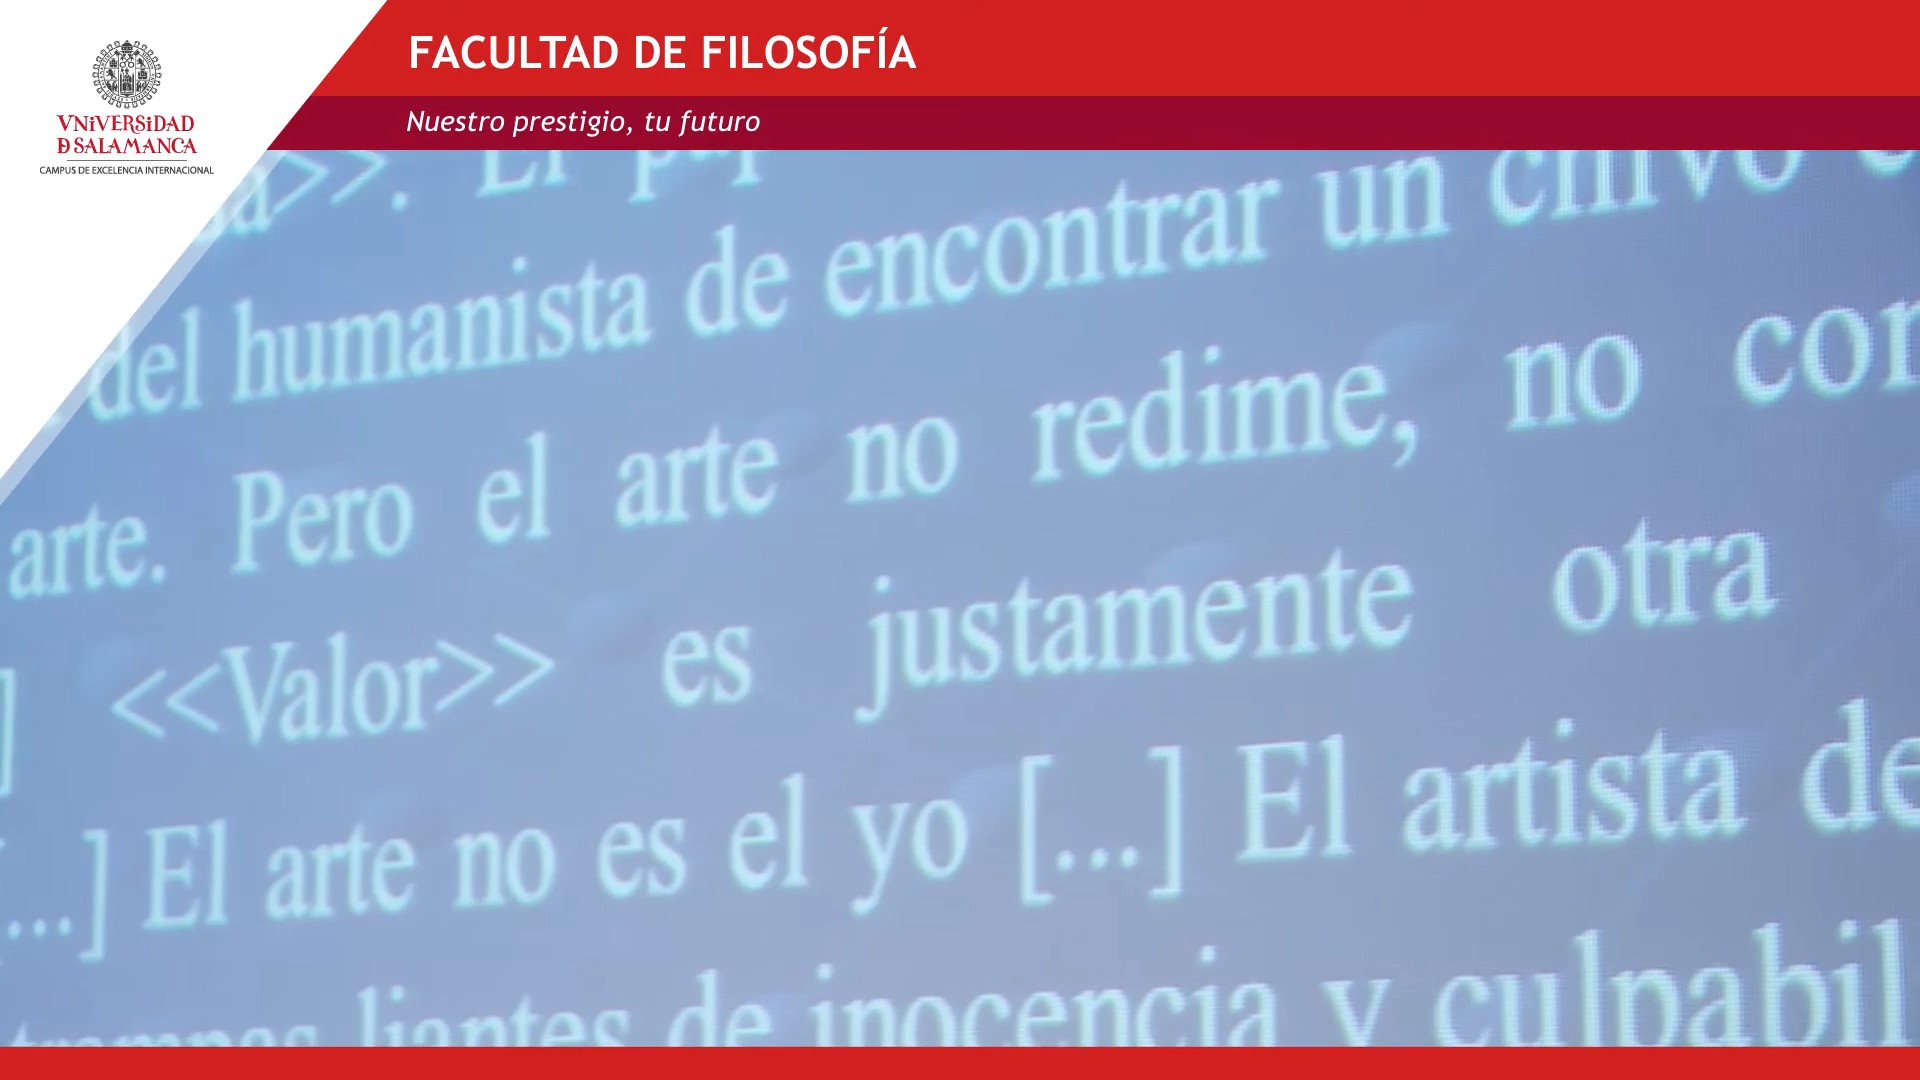 FACULTAD DE FILOSOFÍA
Nuestro prestigio, tu futuro
VNiVERSiDAD
D SALAMANCA
CAMPUS DE EXCELENCIA INTERNACIONAL
>>. El
del humanista de encontrar un chivo
arte. Pero el arte no redime, no
] <<Valor>> es justamente otra
[...] El arte no es el yo [...] El artista
de inocencia y